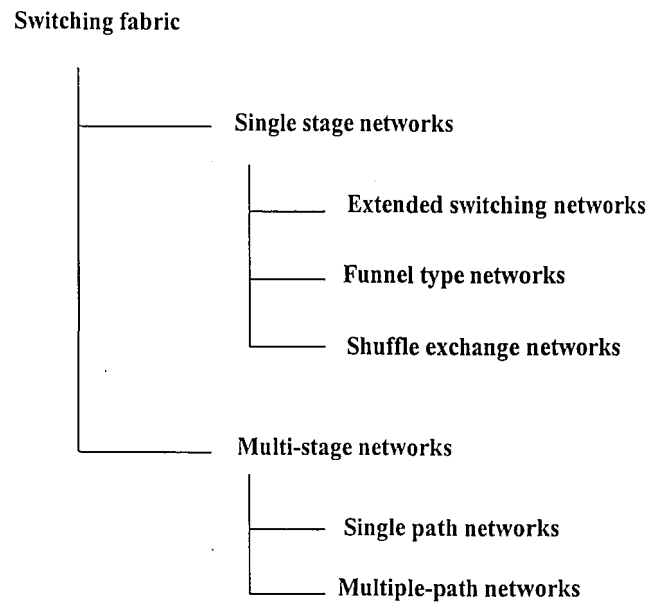 Switching fabric
Single stage networks
Extended switching networks
Funnel type networks
Shuffle exchange networks
Multi-stage networks
Single path networks
Multiple-path networks